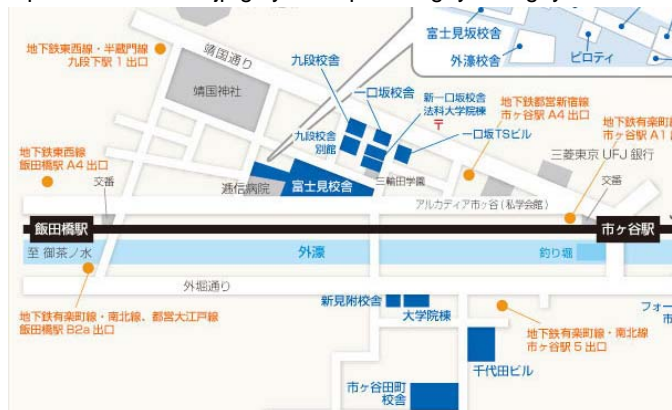 地下鉄東西線・半蔵門線
九段下駅1出口
靖国通り
靖国神社
九段校舎
一口坂校舎
新一口坂校舎
法科大学院棟
富士見坂校舎
外濠校舎
ピロティ
地下鉄都営新宿線
市ヶ谷駅 A4 出口
地下鉄有楽町
市ヶ谷駅 A1
九段校舎
別館
〒
一口坂TSビル
三菱東京 UFJ 銀行
地下鉄東西線
飯田橋駅 A4 出口
交番
逓信病院
富士見校舎
三輪田学園
アルカディア市ヶ谷(私学会館)
交番
飯田橋駅
市ヶ谷駅
至 御茶ノ水
外濠
釣り堀
外堀通り
地下鉄有楽町線・南北線、都営大江戸線
飯田橋駅 B2a 出口
新見附校舎
大学院棟
地下鉄有楽町線・南北線
市ヶ谷駅 5 出口
フォー
市
千代田ビル
市ヶ谷田町
校舎